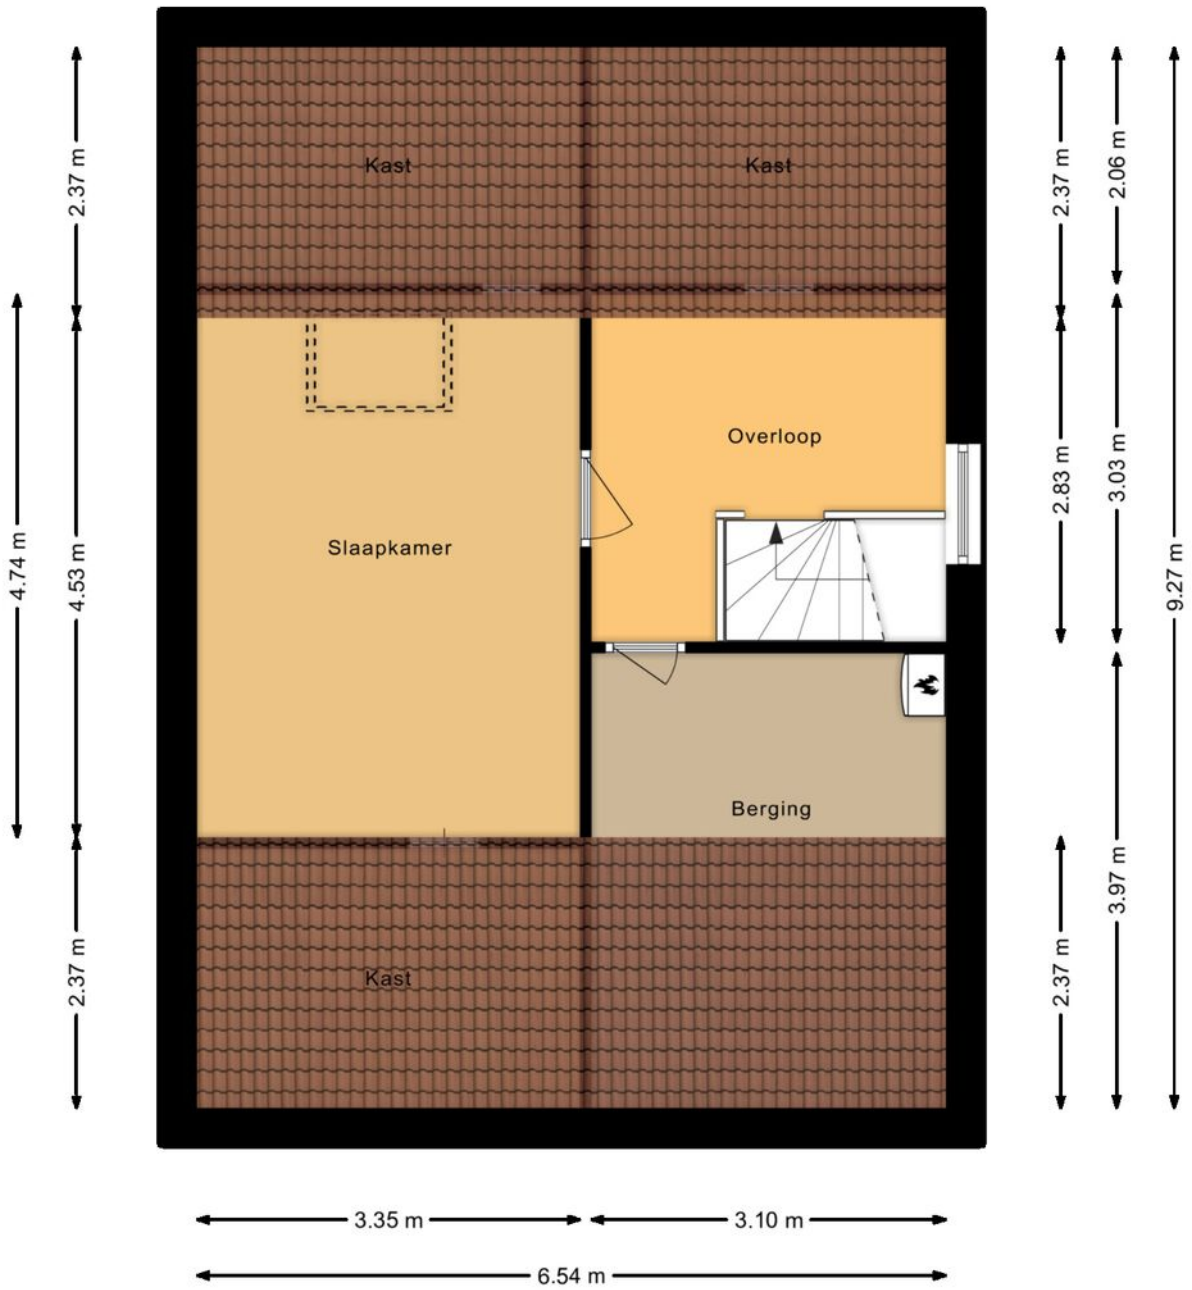 Kast
Kast
2.37 m
2.37 m
2.06 m
Overloop
Slaapkamer
4.74 m
4.53 m
2.83 m
3.03 m
9.27 m
Berging
Kast
2.37 m
2.37 m
3.97 m
3.35 m
3.10 m
6.54 m